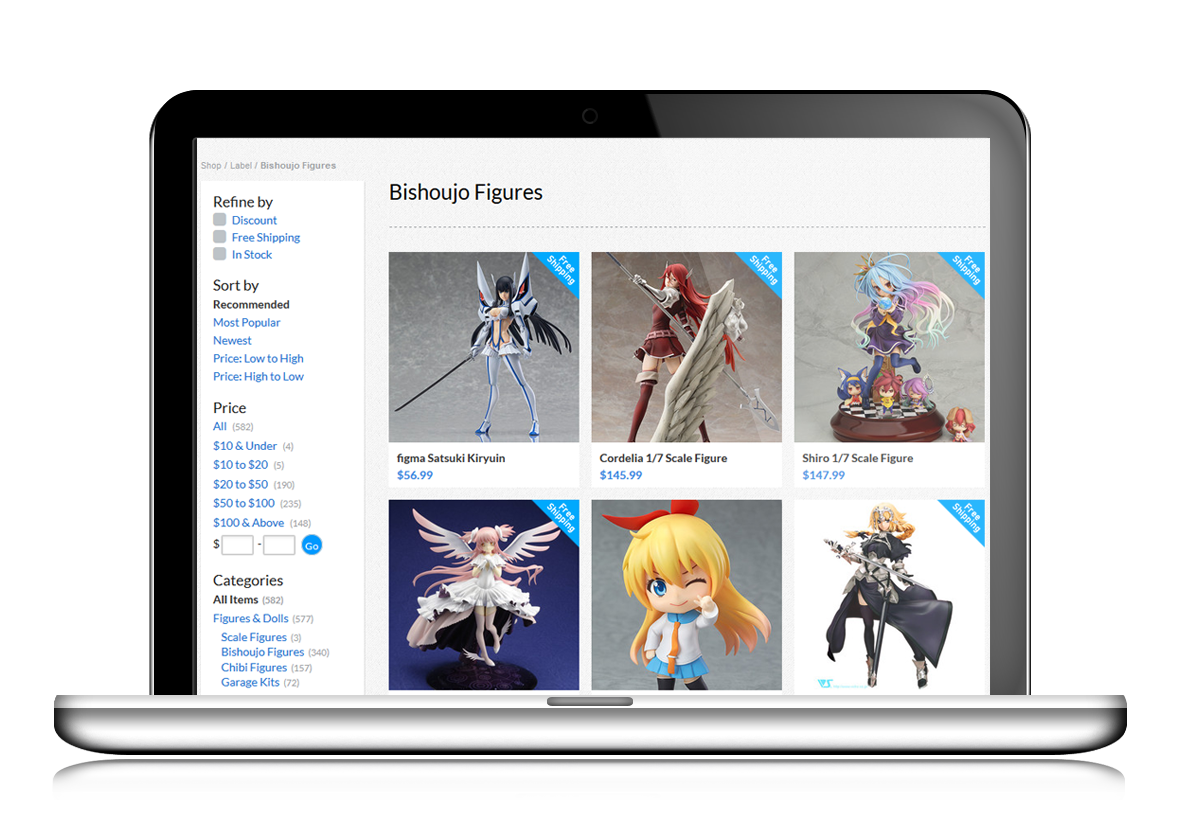 Shop / Label / Bishoujo Figures
Refine by
Discount
Free Shipping
In Stock
Sort by
Recommended
Most Popular
Newest
Price: Low to High
Price: High to Low
Price
All (582)
$10 & Under (4)
$10 to $20 (5)
$20 to $50 (190)
$50 to $100 (235)
$100 & Above (148)
$ - Go
Categories
All Items (582)
Figures & Dolls (577)
Scale Figures (3)
Bishoujo Figures (340)
Chibi Figures (157)
Garage Kits (72)
Bishoujo Figures
Free
Shipping
figma Satsuki Kiryuin
$56.99
Free
Shipping
Cordelia 1/7 Scale Figure
$145.99
Free
Shipping
Shiro 1/7 Scale Figure
$147.99
Free
Shipping
Free
Shipping